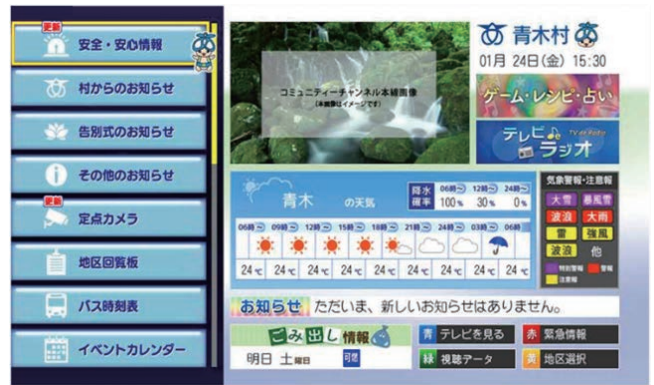 更新
安全・安心情報
村からのお知らせ
告別式のお知らせ
その他のお知らせ
更新
定点カメラ
地区回覧板
バス時刻表
イベントカレンダー
コミュニティーチャンネル本線画像
(本画像はイメージです)
青木村
01月 24日(金) 15:30
ゲーム・レシピ・占い
テレビ de ラジオ
青木 の天気
降水確率 06時~ 12時~ 24時~
100% 30% 0%
06時~ 09時~ 12時~ 15時~ 18時~ 21時~ 24時~ 03時~ 06時~
24℃ 24℃ 24℃ 24℃ 24℃ 24℃ 24℃ 24℃ 24℃
気象警報・注意報
大雪 暴風雪
波浪 大雨
雷 強風
波浪 他
特別警報 警報
注意報
お知らせ ただいま、新しいお知らせはありません。
ごみ出し情報
明日 土曜日 可燃
青 テレビを見る 赤 緊急情報
緑 視聴データ 黄 地区選択